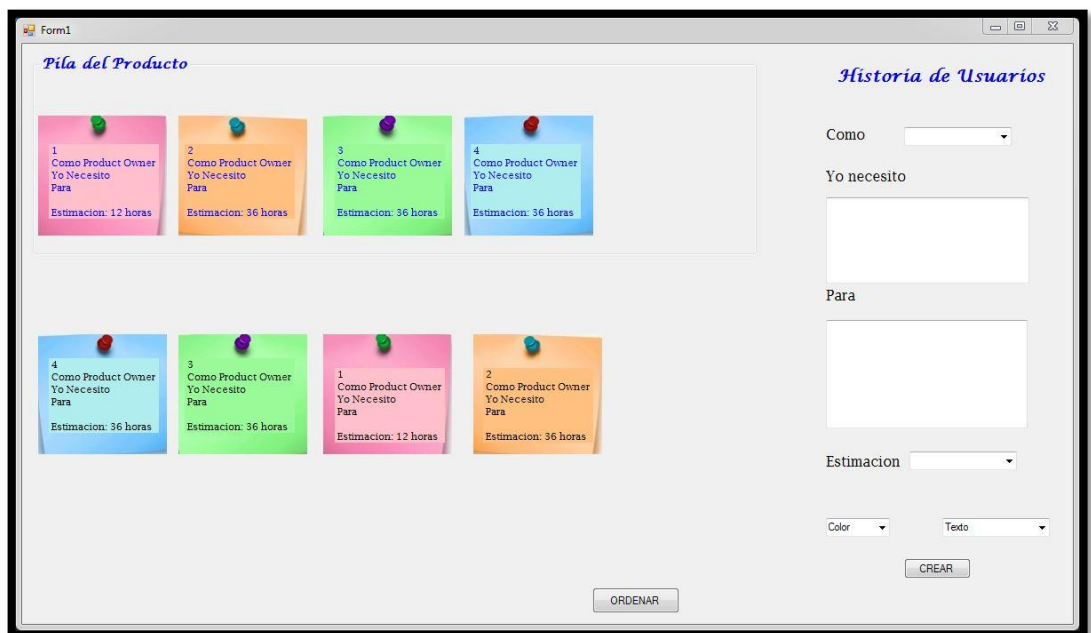 Form1
Pila del Producto
1
Como Product Owner
Yo Necesito
Para
Estimacion: 12 horas
2
Como Product Owner
Yo Necesito
Para
Estimacion: 36 horas
3
Como Product Owner
Yo Necesito
Para
Estimacion: 36 horas
4
Como Product Owner
Yo Necesito
Para
Estimacion: 36 horas
4
Como Product Owner
Yo Necesito
Para
Estimacion: 36 horas
3
Como Product Owner
Yo Necesito
Para
Estimacion: 36 horas
1
Como Product Owner
Yo Necesito
Para
Estimacion: 12 horas
2
Como Product Owner
Yo Necesito
Para
Estimacion: 36 horas
ORDENAR
Historia de Usuarios
Como
Yo necesito
Para
Estimacion
Color
Texto
CREAR